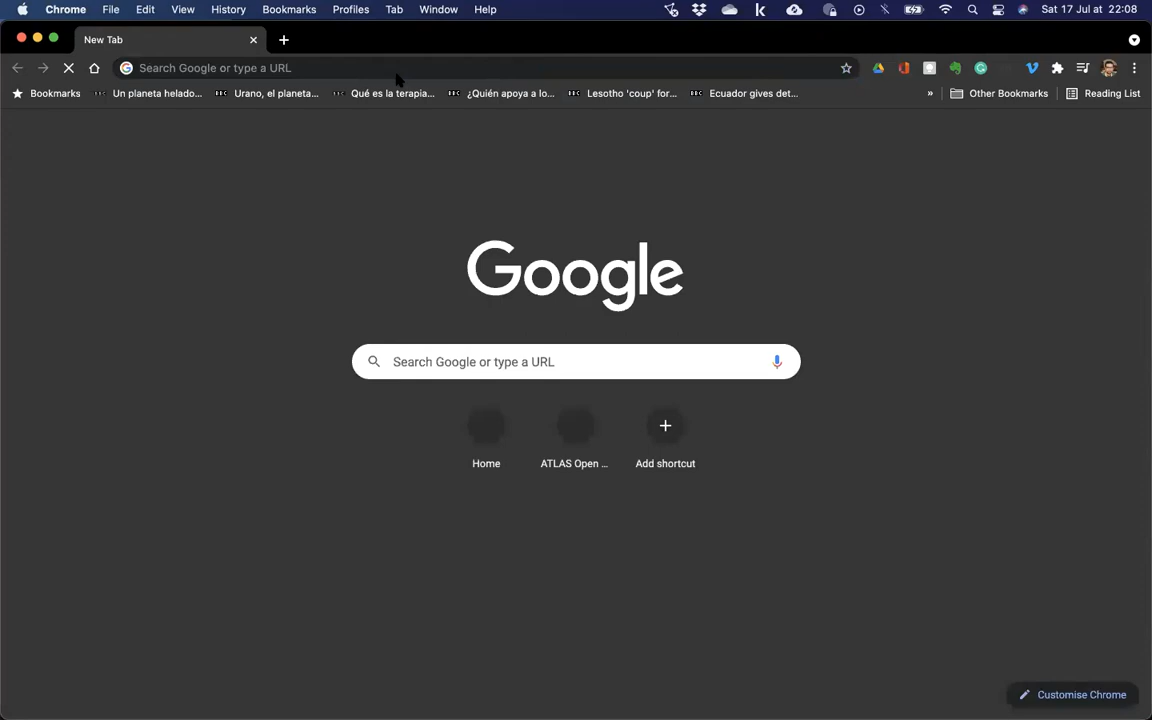 Chrome File Edit View History Bookmarks Profiles Tab Window Help Sat 17 Jul at 22:08
New Tab
Search Google or type a URL
Bookmarks Un planeta helado... Urano, el planeta... Qué es la terapia... ¿Quién apoya a lo... Lesotho 'coup' for... Ecuador gives det... » Other Bookmarks Reading List
Google
Search Google or type a URL
Home ATLAS Open ... Add shortcut
Customise Chrome